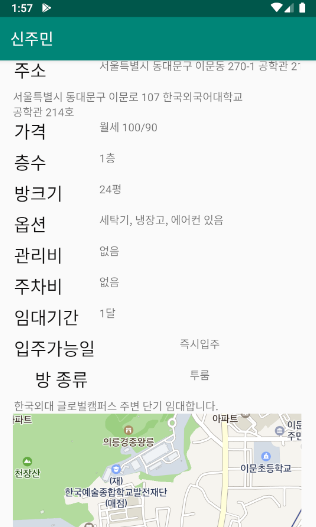 1:57
신주민
주소 서울특별시 동대문구 이문동 270-1 공학관 2
서울특별시 동대문구 이문로 107 한국외국어대학교
공학관 214호
가격 월세 100/90
층수 1층
방크기 24평
옵션 세탁기, 냉장고, 에어컨 있음
관리비 없음
주차비 없음
임대기간 1달
입주가능일 즉시입주
방 종류 투룸
한국외대 글로벌캠퍼스 주변 단기 임대합니다.
파트
아파트
의릉경종왕릉
이문
주민
천장산
이문초등학교
(재)
한국예술종합학교발전재단
(매점)